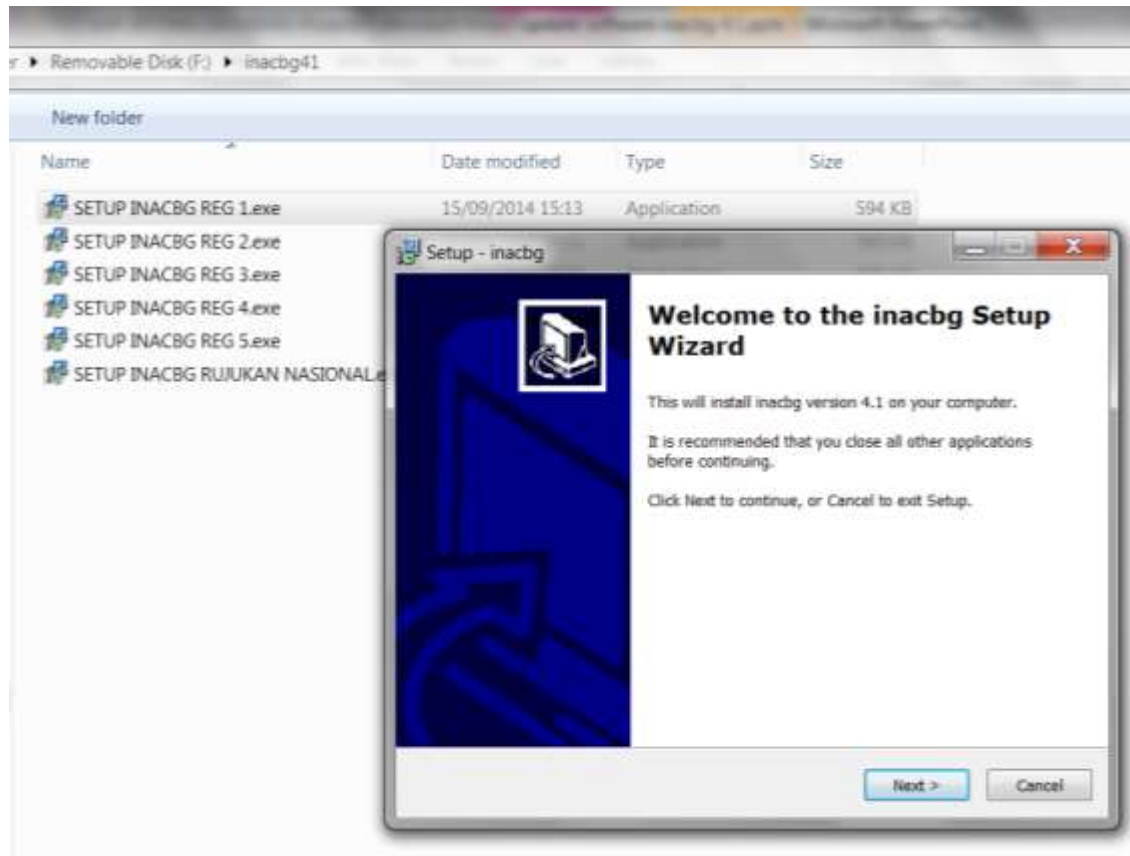 Removable Disk (F:) ▸ inacbg41
New folder
Name Date modified Type Size
SETUP INACBG REG 1.exe 15/09/2014 15:13 Application 594 KB
SETUP INACBG REG 2.exe
SETUP INACBG REG 3.exe
SETUP INACBG REG 4.exe
SETUP INACBG REG 5.exe
SETUP INACBG RUJUKAN NASIONAL.e
Setup - inacbg
Welcome to the inacbg Setup
Wizard
This will install inacbg version 4.1 on your computer.
It is recommended that you close all other applications
before continuing.
Click Next to continue, or Cancel to exit Setup.
Next >
Cancel